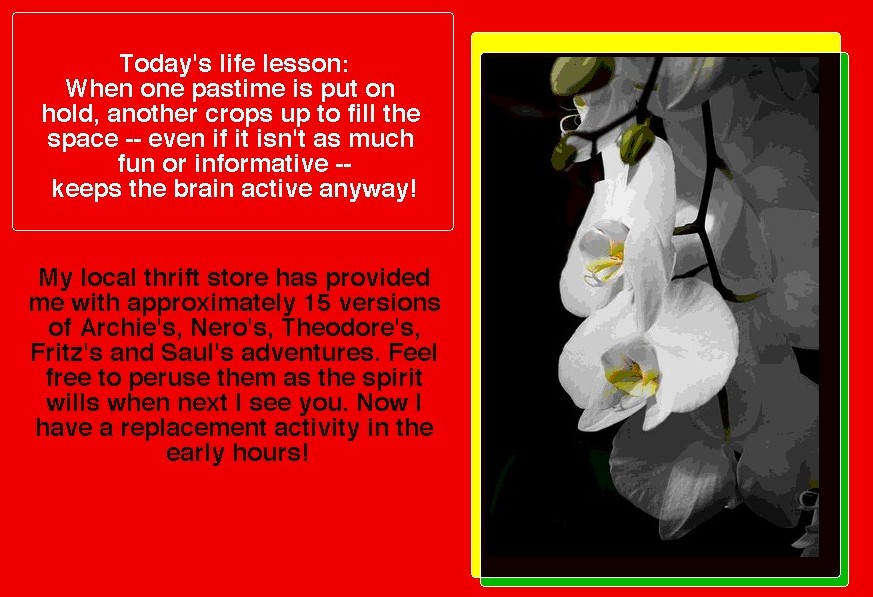 Today's life lesson:
When one pastime is put on
hold, another crops up to fill the
space -- even if it isn't as much
fun or informative --
keeps the brain active anyway!
My local thrift store has provided
me with approximately 15 versions
of Archie's, Nero's, Theodore's,
Fritz's and Saul's adventures. Feel
free to peruse them as the spirit
wills when next I see you. Now I
have a replacement activity in the
early hours!